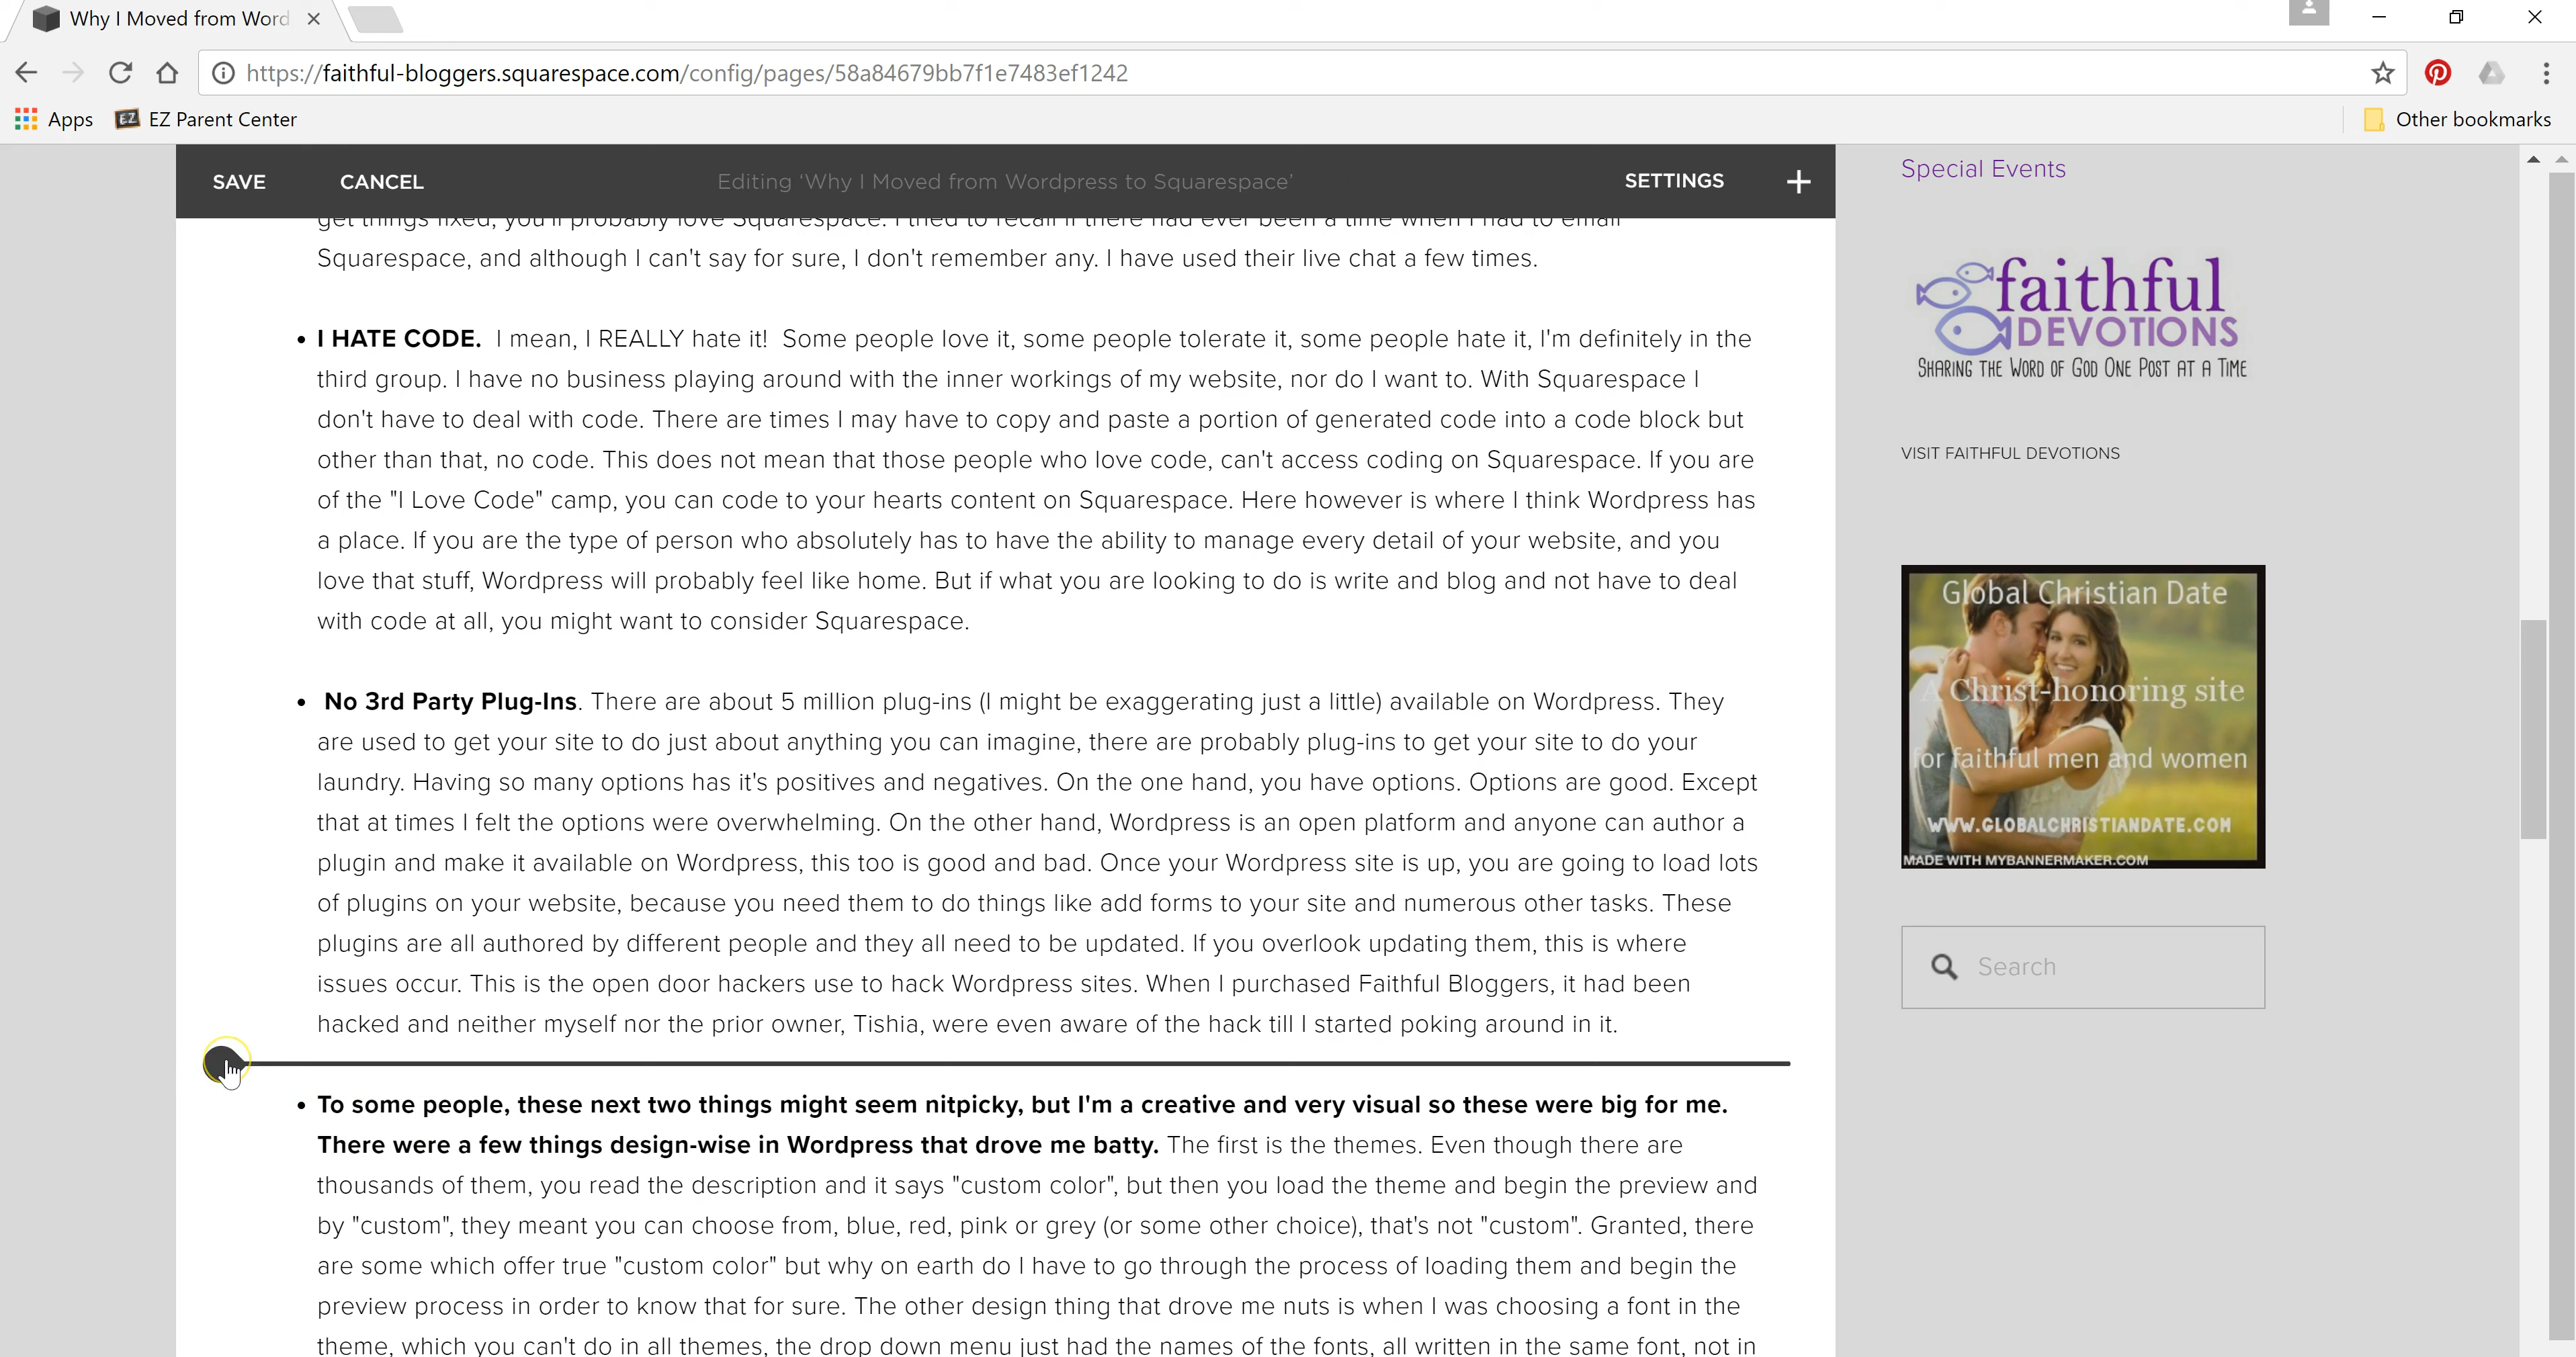 Why I Moved from Word
https://faithful-bloggers.squarespace.com/config/pages/58a84679bb7f1e7483ef1242
Apps
EZ
EZ Parent Center
Other bookmarks
SAVE
CANCEL
Editing ‘Why I Moved from Wordpress to Squarespace’
SETTINGS
get things fixed, you'll probably love Squarespace. I tried to recall if there had ever been a time when I had to email
Squarespace, and although I can't say for sure, I don't remember any. I have used their live chat a few times.
• I HATE CODE.  I mean, I REALLY hate it!  Some people love it, some people tolerate it, some people hate it, I'm definitely in the
third group. I have no business playing around with the inner workings of my website, nor do I want to. With Squarespace I
don't have to deal with code. There are times I may have to copy and paste a portion of generated code into a code block but
other than that, no code. This does not mean that those people who love code, can't access coding on Squarespace. If you are
of the "I Love Code" camp, you can code to your hearts content on Squarespace. Here however is where I think Wordpress has
a place. If you are the type of person who absolutely has to have the ability to manage every detail of your website, and you
love that stuff, Wordpress will probably feel like home. But if what you are looking to do is write and blog and not have to deal
with code at all, you might want to consider Squarespace.
• No 3rd Party Plug-Ins. There are about 5 million plug-ins (I might be exaggerating just a little) available on Wordpress. They
are used to get your site to do just about anything you can imagine, there are probably plug-ins to get your site to do your
laundry. Having so many options has it's positives and negatives. On the one hand, you have options. Options are good. Except
that at times I felt the options were overwhelming. On the other hand, Wordpress is an open platform and anyone can author a
plugin and make it available on Wordpress, this too is good and bad. Once your Wordpress site is up, you are going to load lots
of plugins on your website, because you need them to do things like add forms to your site and numerous other tasks. These
plugins are all authored by different people and they all need to be updated. If you overlook updating them, this is where
issues occur. This is the open door hackers use to hack Wordpress sites. When I purchased Faithful Bloggers, it had been
hacked and neither myself nor the prior owner, Tishia, were even aware of the hack till I started poking around in it.
• To some people, these next two things might seem nitpicky, but I'm a creative and very visual so these were big for me.
There were a few things design-wise in Wordpress that drove me batty. The first is the themes. Even though there are
thousands of them, you read the description and it says "custom color", but then you load the theme and begin the preview and
by "custom", they meant you can choose from, blue, red, pink or grey (or some other choice), that's not "custom". Granted, there
are some which offer true "custom color" but why on earth do I have to go through the process of loading them and begin the
preview process in order to know that for sure. The other design thing that drove me nuts is when I was choosing a font in the
theme, which you can't do in all themes, the drop down menu just had the names of the fonts, all written in the same font, not in
Special Events
faithful
DEVOTIONS
SHARING THE WORD OF GOD ONE POST AT A TIME
VISIT FAITHFUL DEVOTIONS
Global Christian Date
A Christ-honoring site
for faithful men and women
WWW.GLOBALCHRISTIANDATE.COM
MADE WITH MYBANNERMAKER.COM
Search